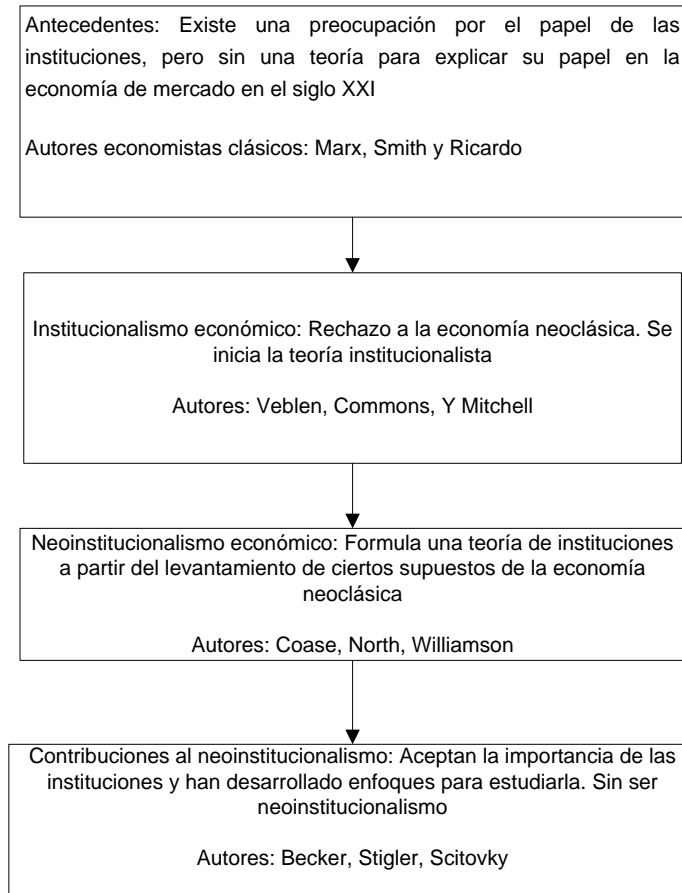 Antecedentes: Existe una preocupación por el papel de las
instituciones, pero sin una teoría para explicar su papel en la
economía de mercado en el siglo XXI
Autores economistas clásicos: Marx, Smith y Ricardo
Institucionalismo económico: Rechazo a la economía neoclásica. Se
inicia la teoría institucionalista
Autores: Veblen, Commons, Y Mitchell
Neoinstitucionalismo económico: Formula una teoría de instituciones
a partir del levantamiento de ciertos supuestos de la economía
neoclásica
Autores: Coase, North, Williamson
Contribuciones al neoinstitucionalismo: Aceptan la importancia de las
instituciones y han desarrollado enfoques para estudiarla. Sin ser
neoinstitucionalismo
Autores: Becker, Stigler, Scitovky